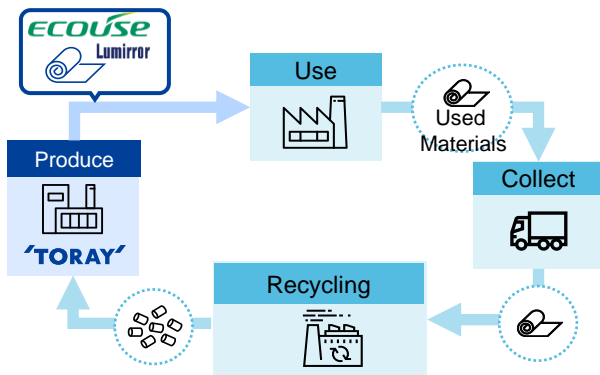 ECOUSE
Lumirror
Use
Used
Materials
Produce
Collect
'TORAY'
Recycling